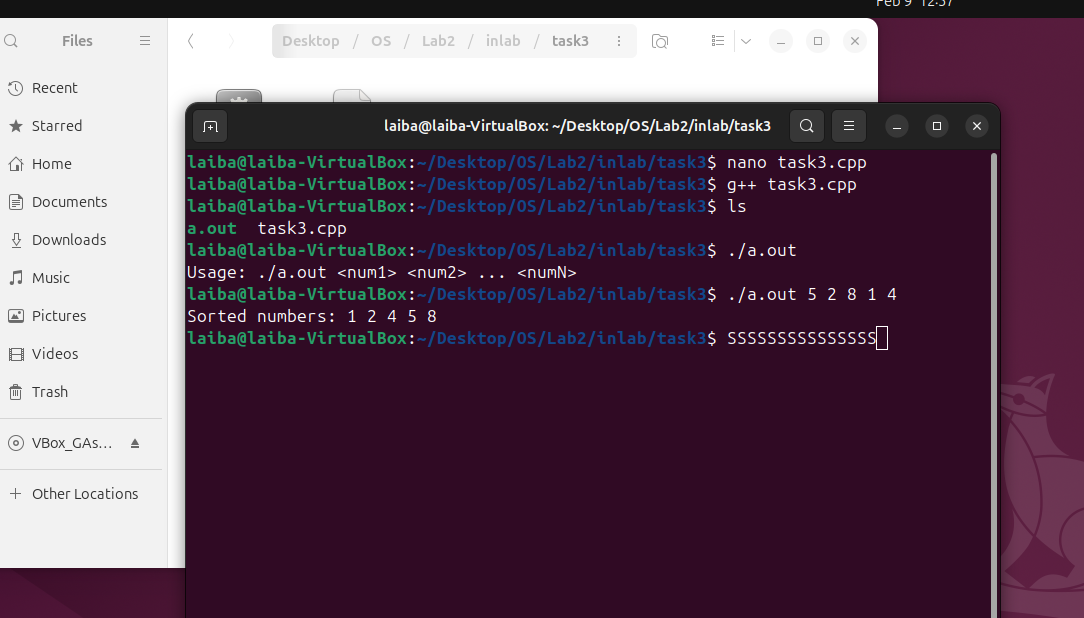 Feb 9 12:37
Files
Desktop / OS / Lab2 / inlab / task3
Recent
Starred
Home
Documents
Downloads
Music
Pictures
Videos
Trash
VBox_GAs...
Other Locations
laiba@laiba-VirtualBox: ~/Desktop/OS/Lab2/inlab/task3
laiba@laiba-VirtualBox:~/Desktop/OS/Lab2/inlab/task3$ nano task3.cpp
laiba@laiba-VirtualBox:~/Desktop/OS/Lab2/inlab/task3$ g++ task3.cpp
laiba@laiba-VirtualBox:~/Desktop/OS/Lab2/inlab/task3$ ls
a.out  task3.cpp
laiba@laiba-VirtualBox:~/Desktop/OS/Lab2/inlab/task3$ ./a.out
Usage: ./a.out <num1> <num2> ... <numN>
laiba@laiba-VirtualBox:~/Desktop/OS/Lab2/inlab/task3$ ./a.out 5 2 8 1 4
Sorted numbers: 1 2 4 5 8
laiba@laiba-VirtualBox:~/Desktop/OS/Lab2/inlab/task3$ SSSSSSSSSSSSSSS